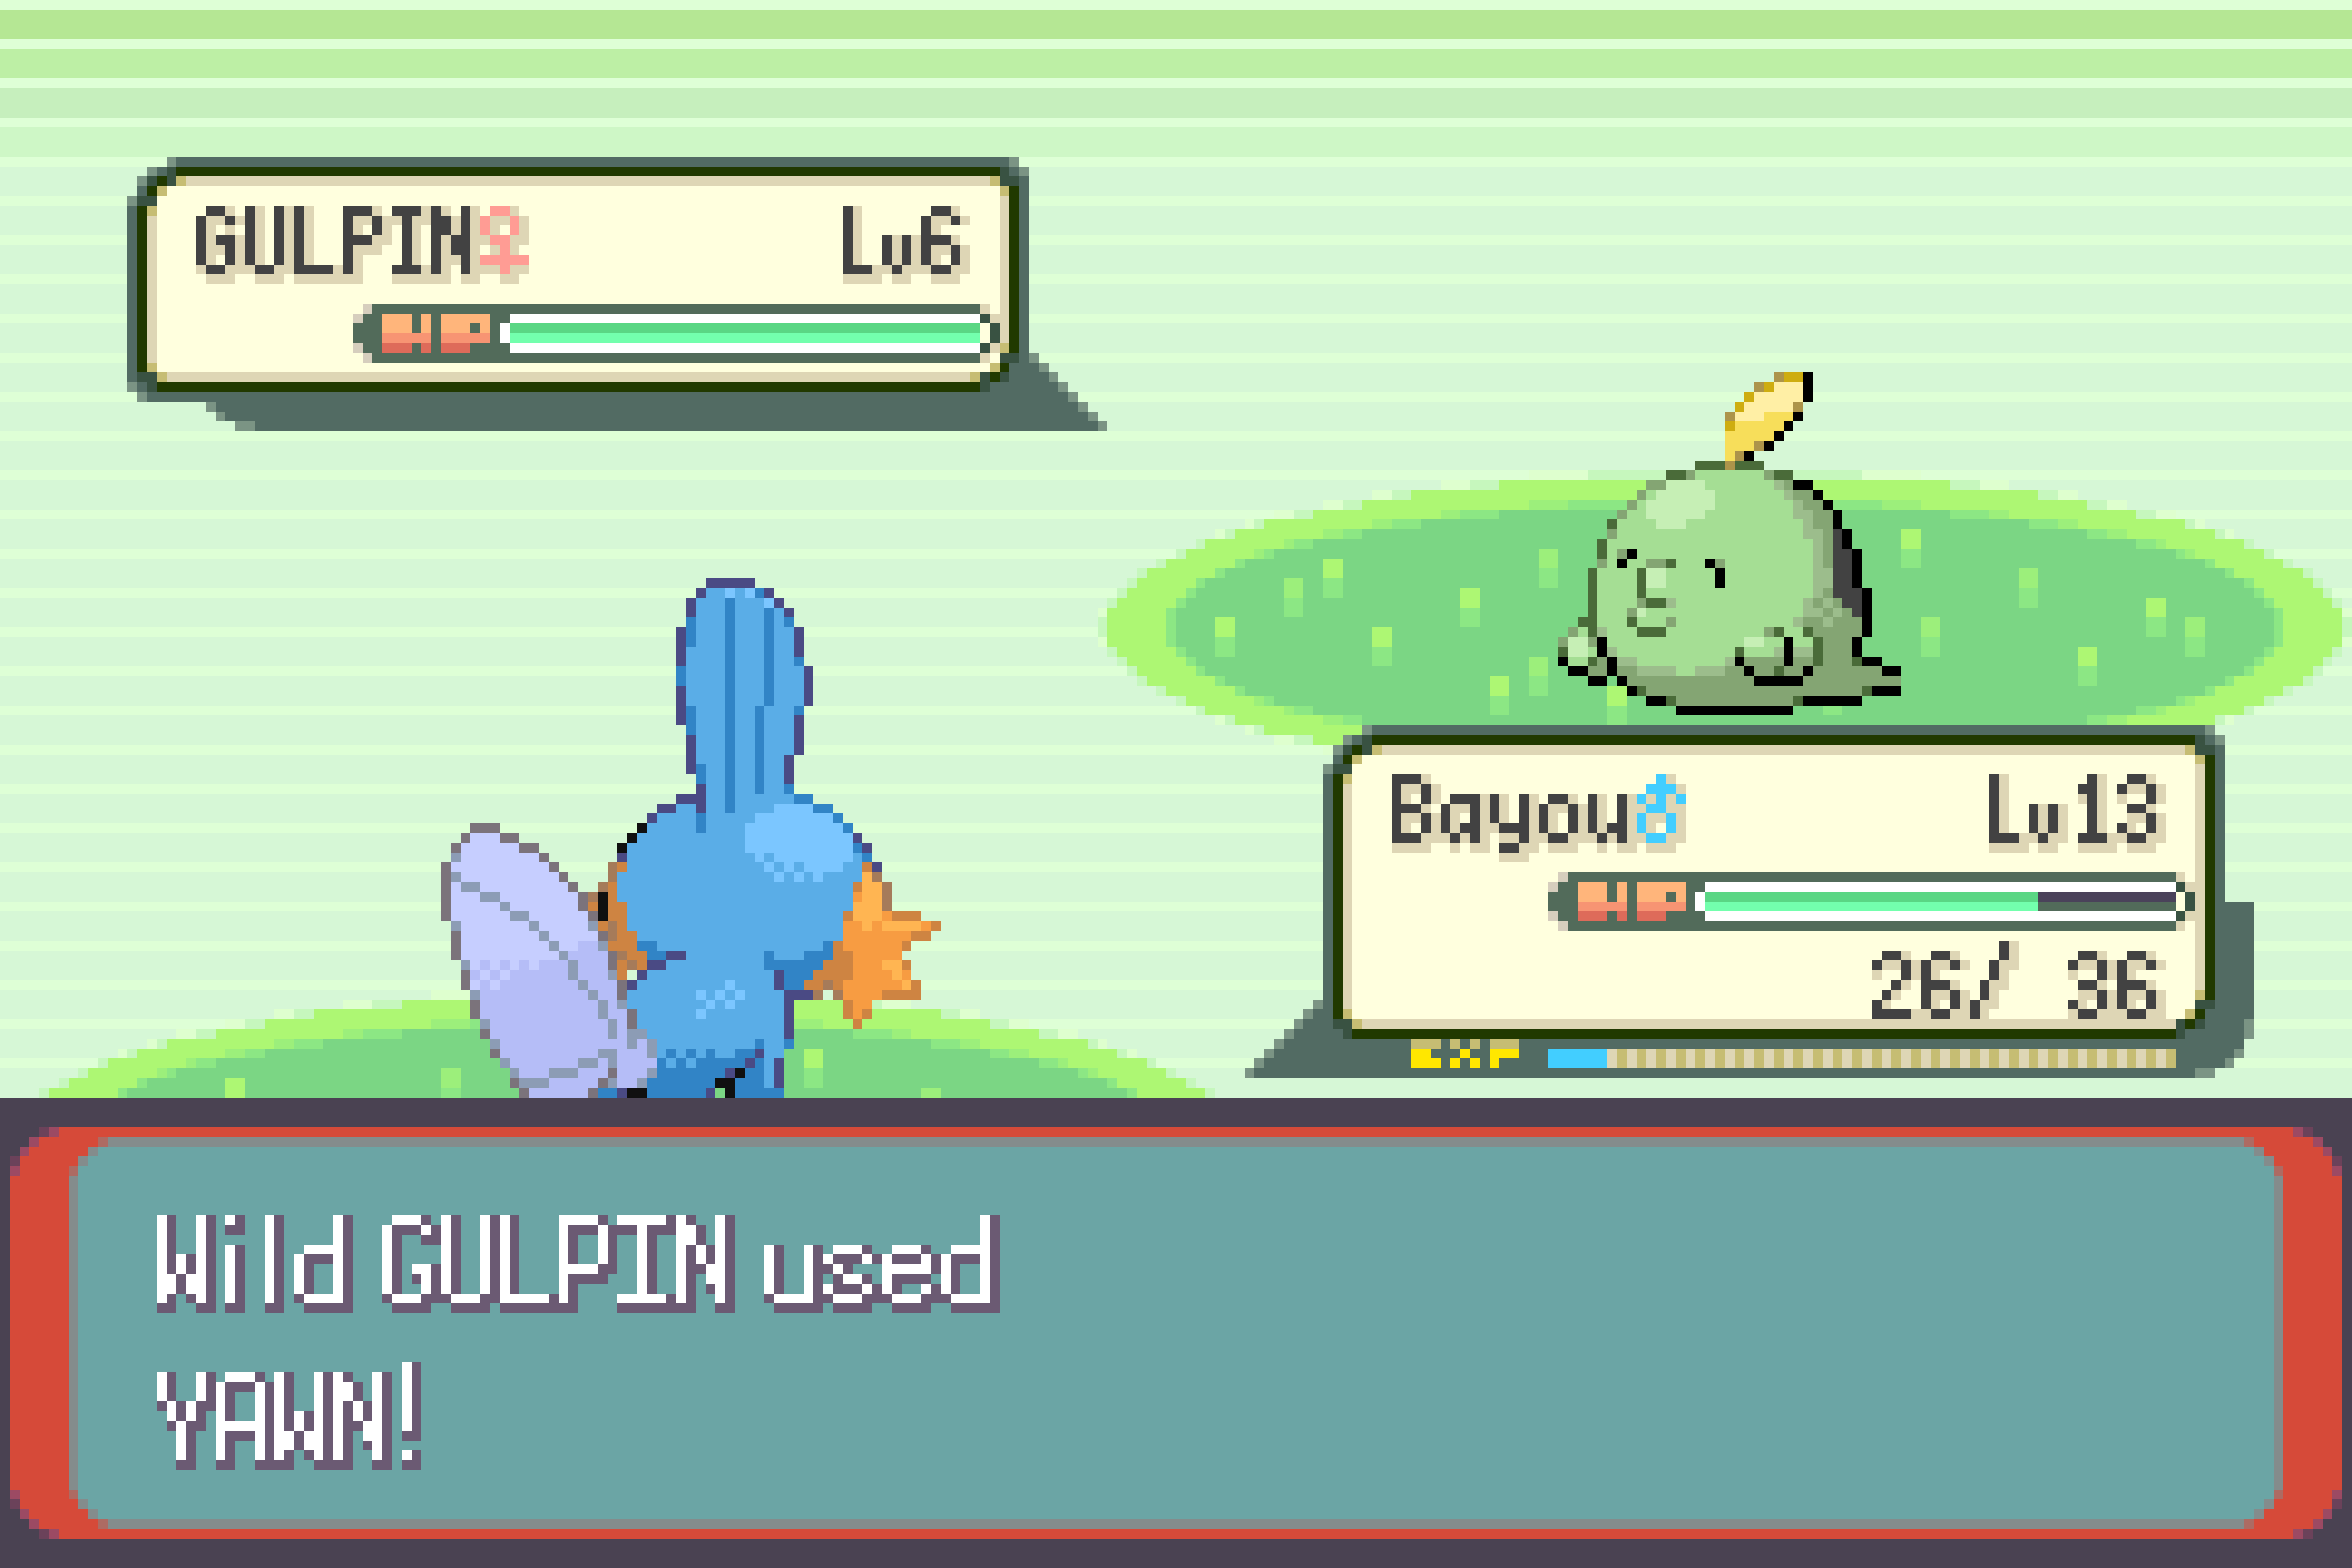 GULPIN♀ Lv6
HP
Bayou♂ Lv13
HP
26/ 36
EXP
Wild GULPIN used
YAWN!